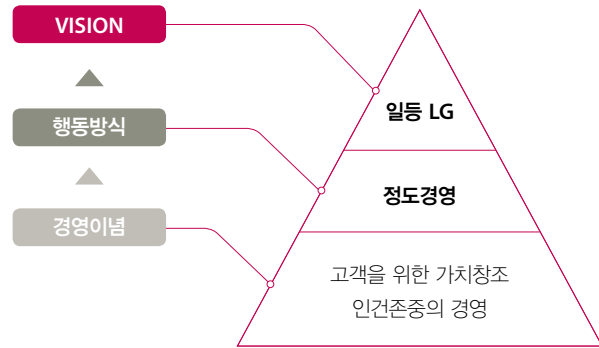 VISION
일등 LG
행동방식
정도경영
경영이념
고객을 위한 가치창조
인건존중의 경영